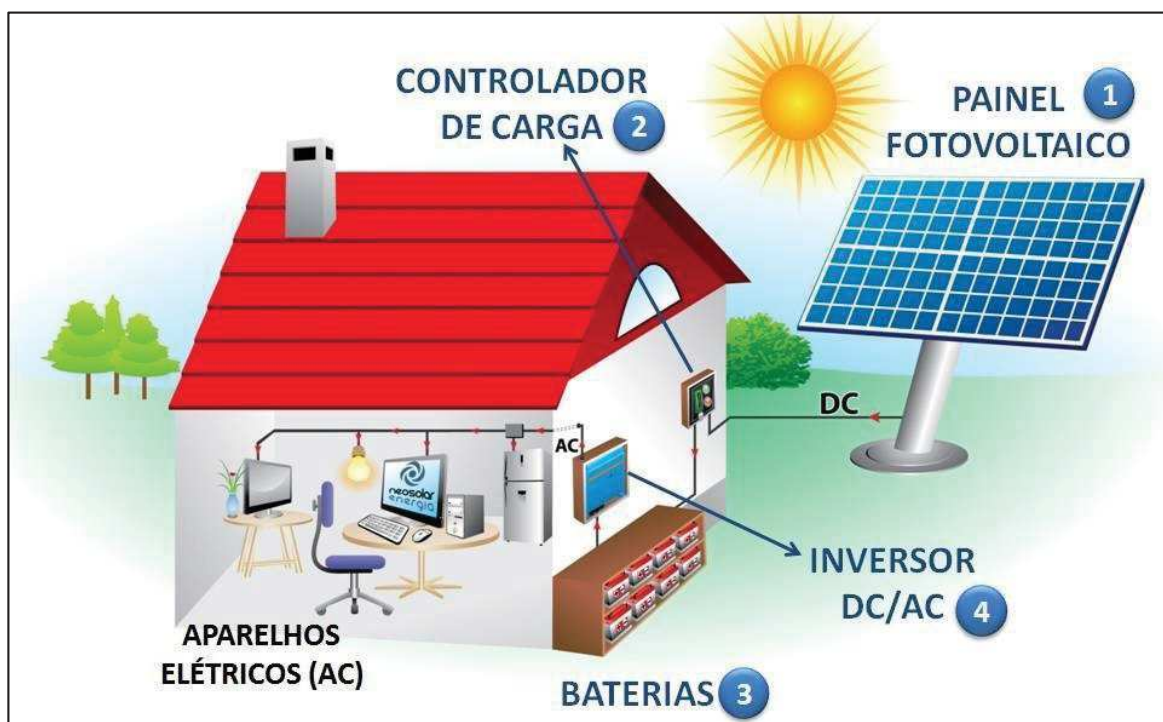 CONTROLADOR
DE CARGA 2
PAINEL 1
FOTOVOLTAICO
DC
AC
neosolar
energia
INVERSOR
DC/AC 4
APARELHOS
ELÉTRICOS (AC)
BATERIAS 3